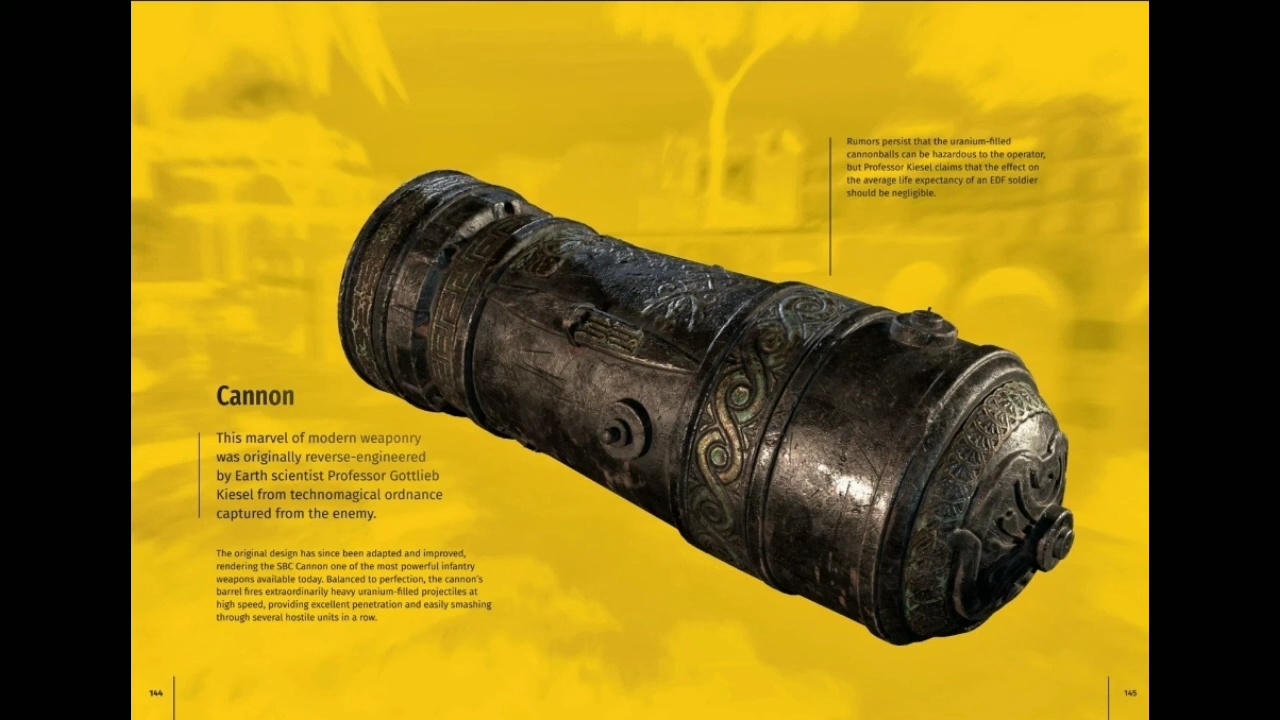 Rumors persist that the uranium-filled
cannonballs can be hazardous to the operator,
but Professor Kiesel claims that the effect on
the average life expectancy of an EDF soldier
should be negligible.
Cannon
This marvel of modern weaponry
was originally reverse-engineered
by Earth scientist Professor Gottlieb
Kiesel from technomagical ordnance
captured from the enemy.
The original design has since been adapted and improved,
rendering the SBC Cannon one of the most powerful infantry
weapons available today. Balanced to perfection, the cannon's
barrel fires extraordinarily heavy uranium-filled projectiles at
high speed, providing excellent penetration and easily smashing
through several hostile units in a row.
144
145